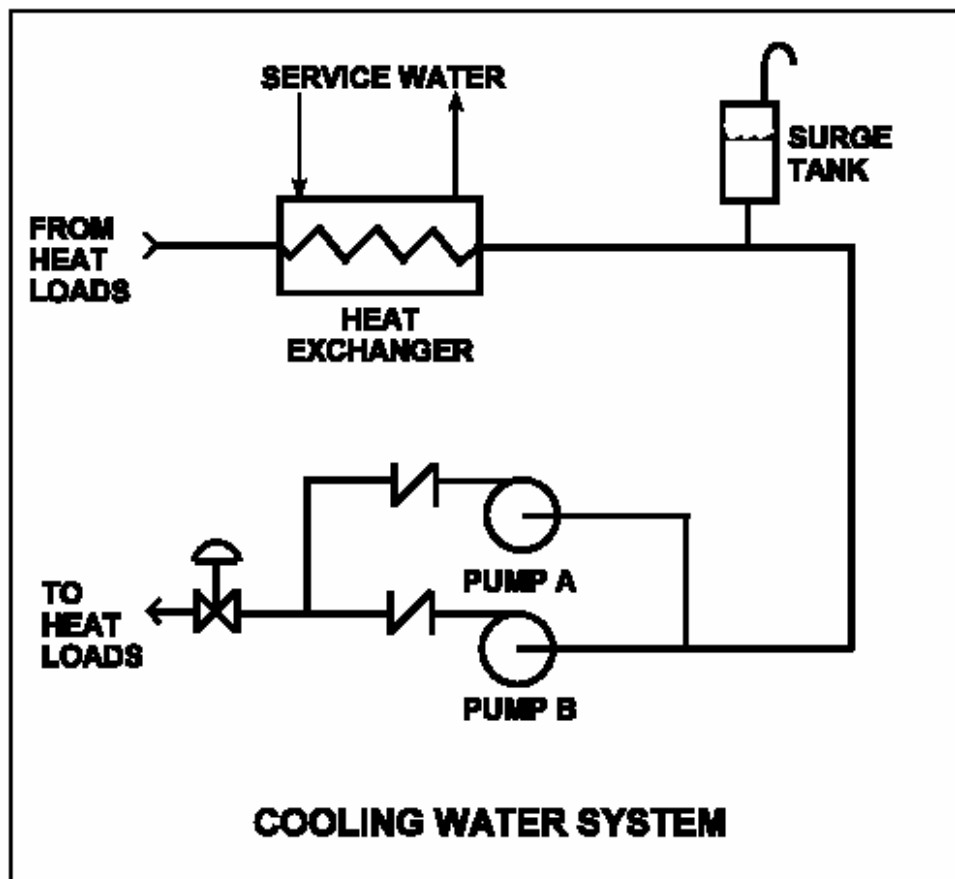 SERVICE WATER
SURGE
TANK
FROM
HEAT
LOADS
HEAT
EXCHANGER
PUMP A
TO
HEAT
LOADS
PUMP B
COOLING WATER SYSTEM